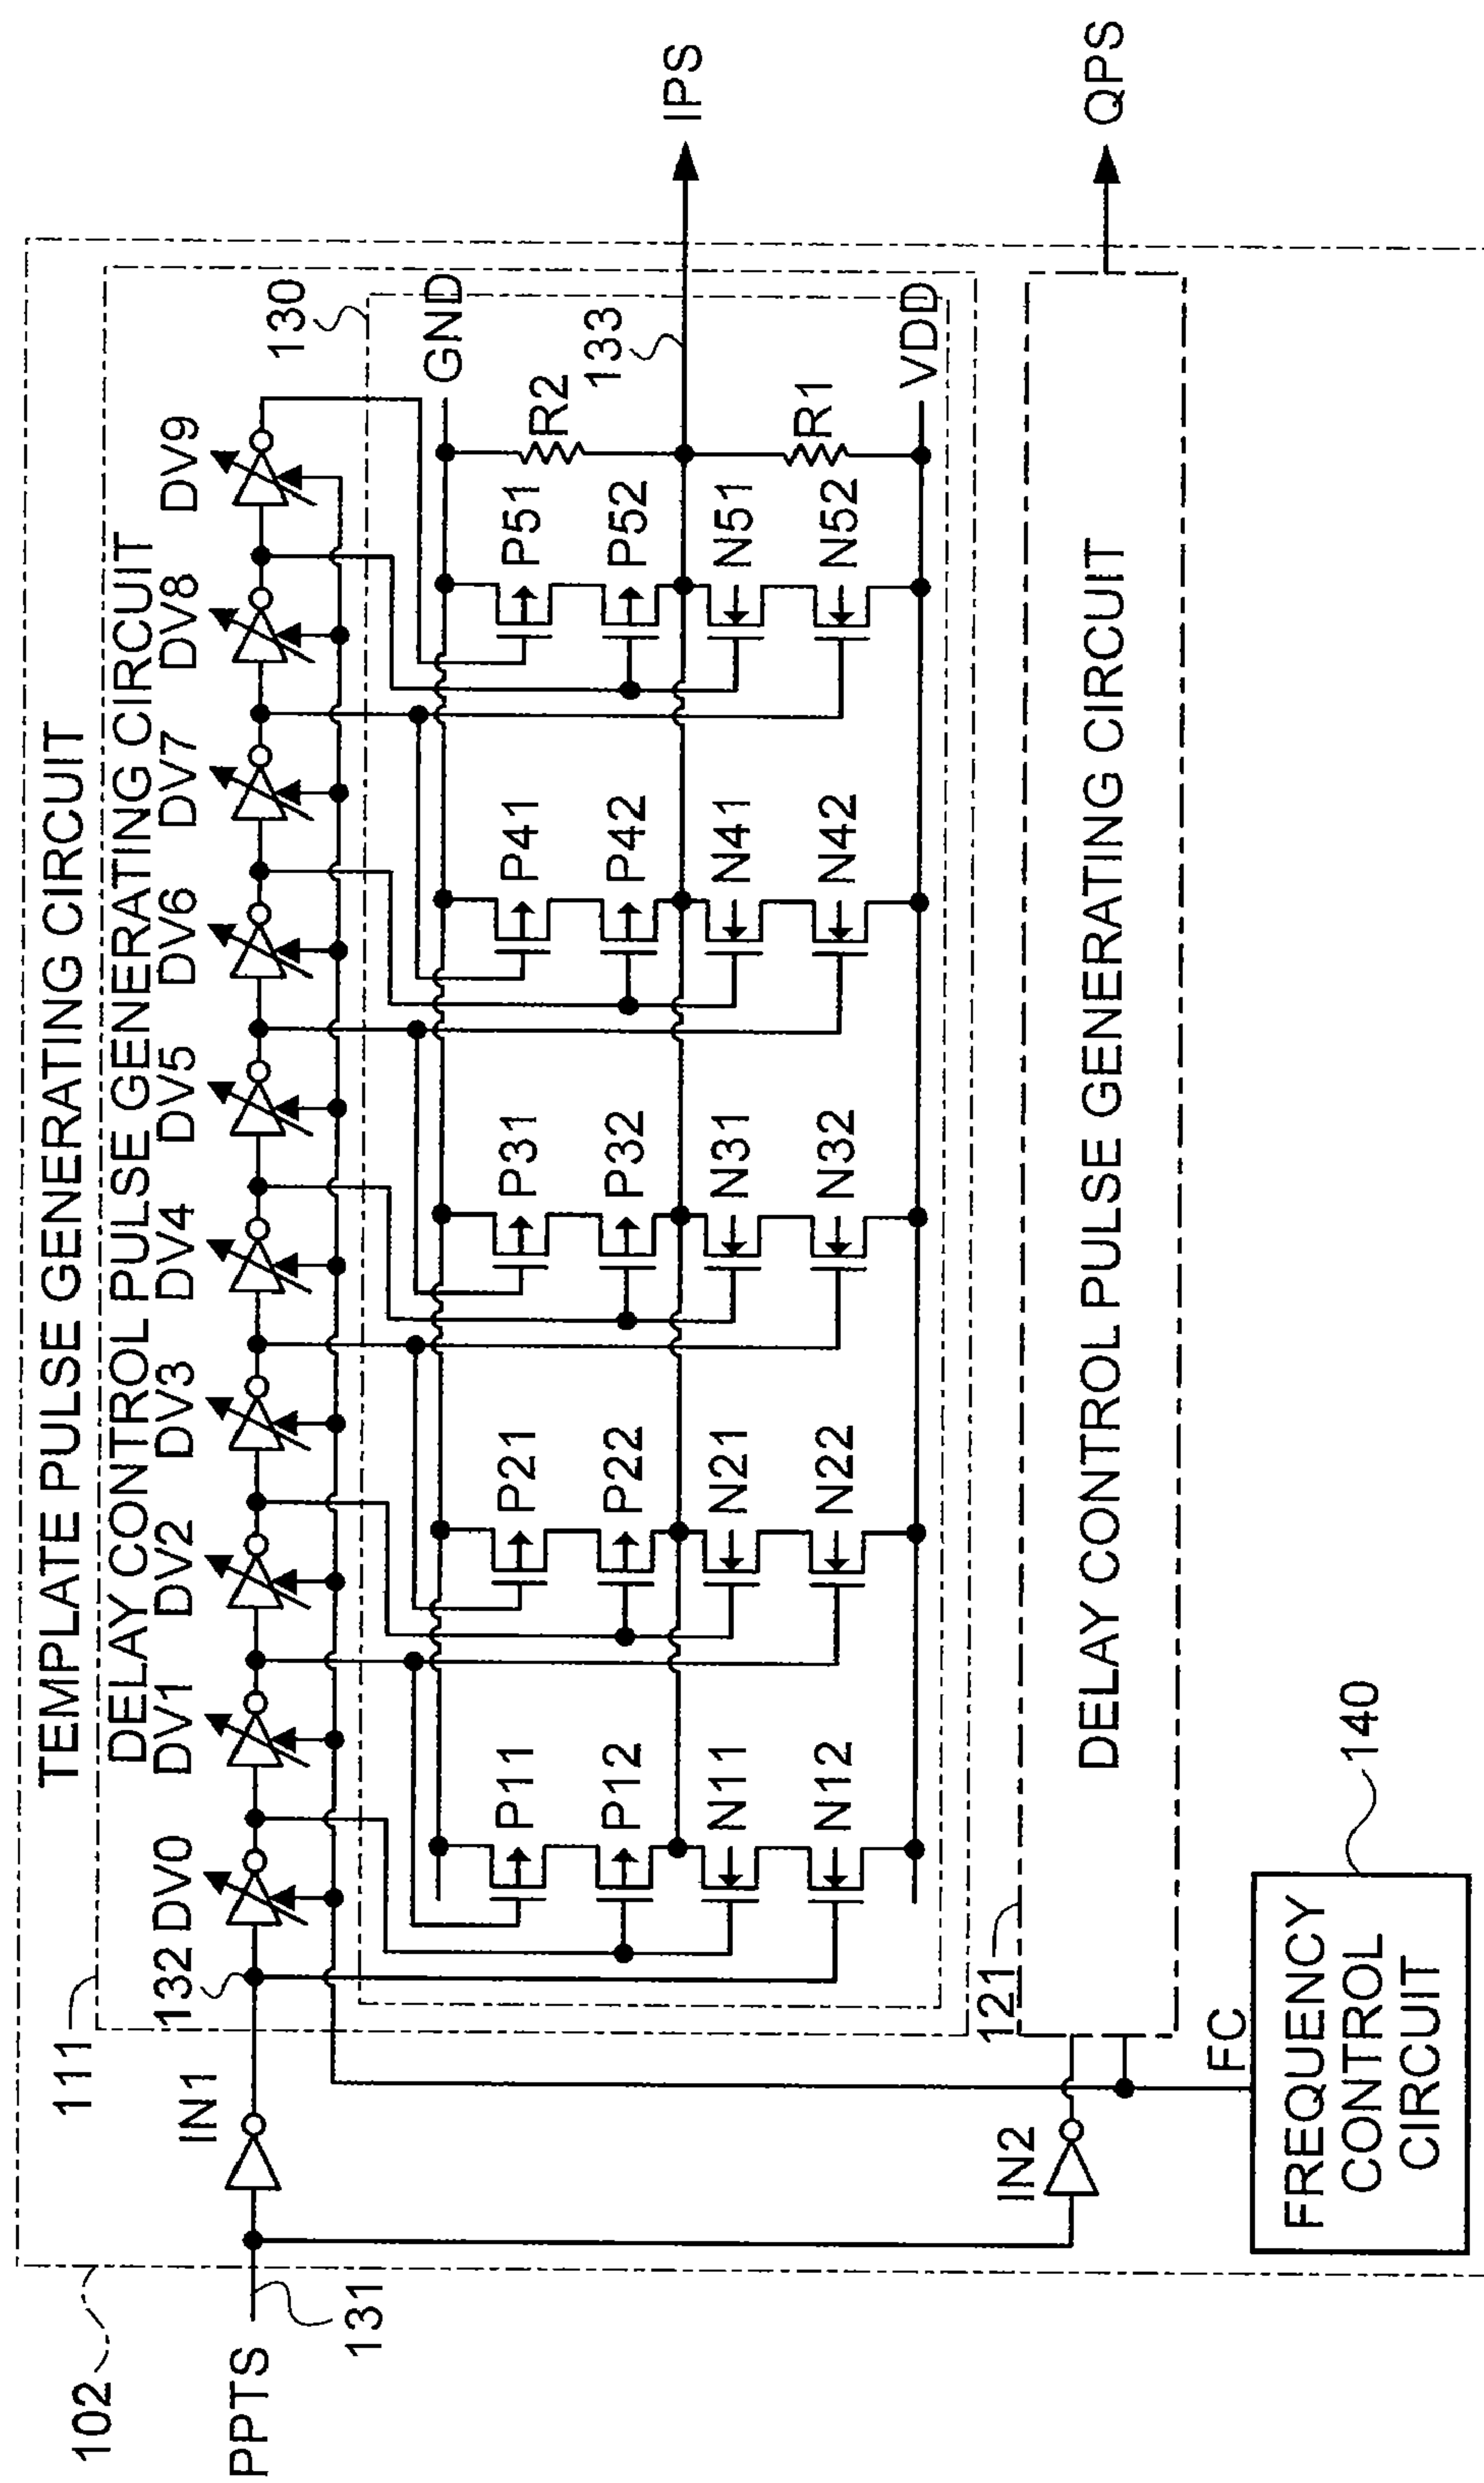 TEMPLATE PULSE GENERATING CIRCUIT
102
111
DELAY CONTROL PULSE GENERATING CIRCUIT
132
DV0
DV1
DV2
DV3
DV4
DV5
DV6
DV7
DV8
DV9
PPTS
131
IN1
130
GND
P11
P21
P31
P41
P51
R2
P12
P22
P32
P42
P52
133
IPS
N11
N21
N31
N41
N51
R1
N12
N22
N32
N42
N52
VDD
121
IN2
DELAY CONTROL PULSE GENERATING CIRCUIT
QPS
FC
FREQUENCY
CONTROL
CIRCUIT
140